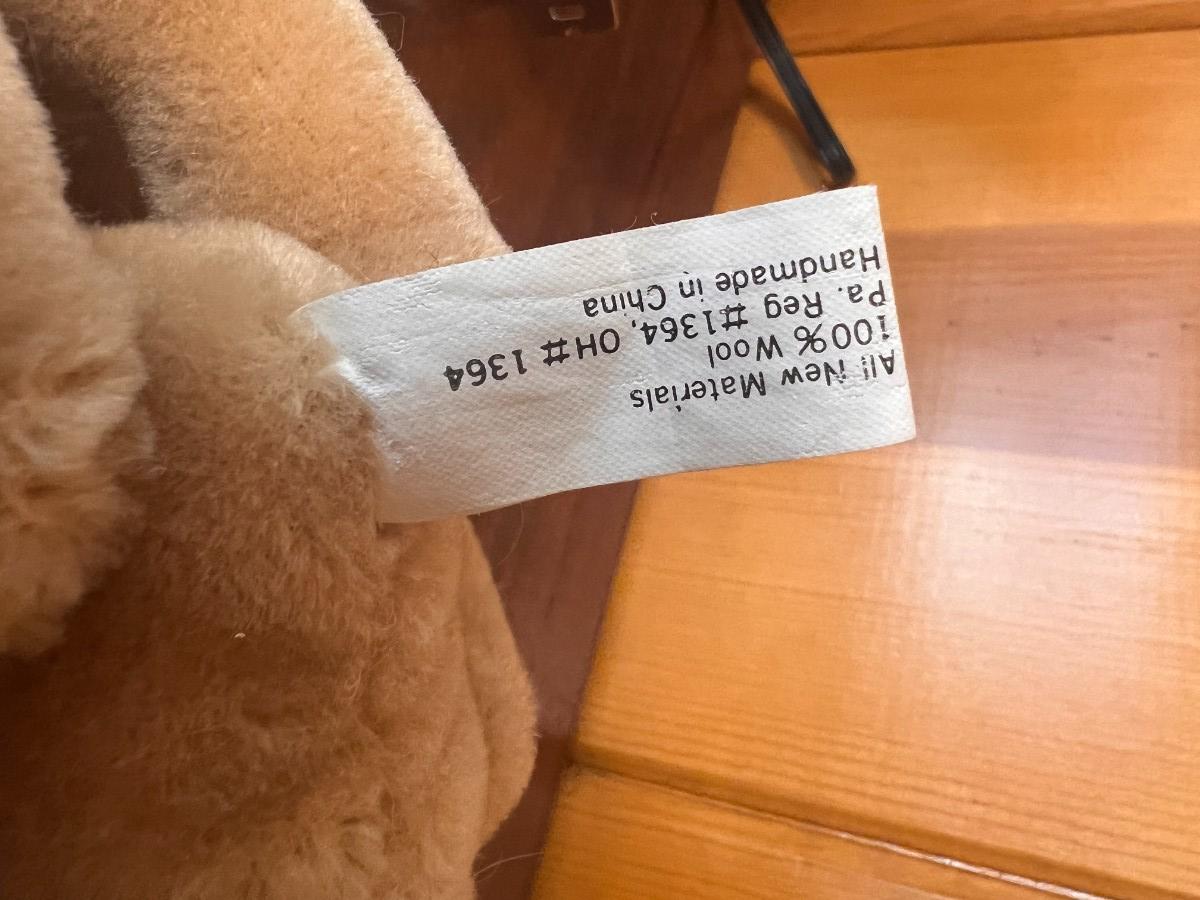 All New Materials
100% Wool
Pa. Reg #1364, OH# 1364
Handmade in China